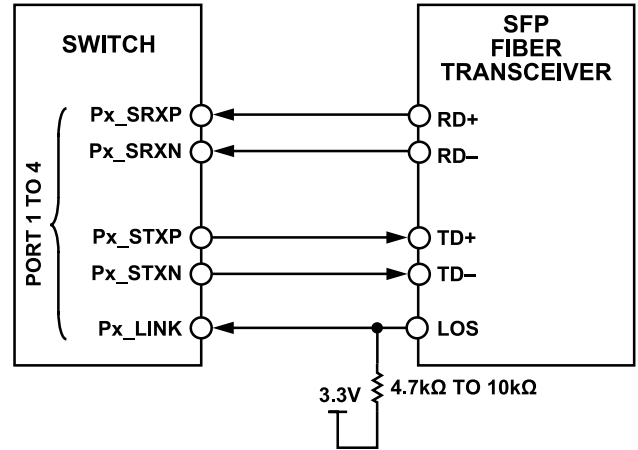 SWITCH
Px_SRXP
Px_SRXN
Px_STXP
Px_STXN
Px_LINK
PORT 1 TO 4
SFP
FIBER
TRANSCEIVER
RD+
RD–
TD+
TD–
LOS
3.3V
4.7kΩ TO 10kΩ